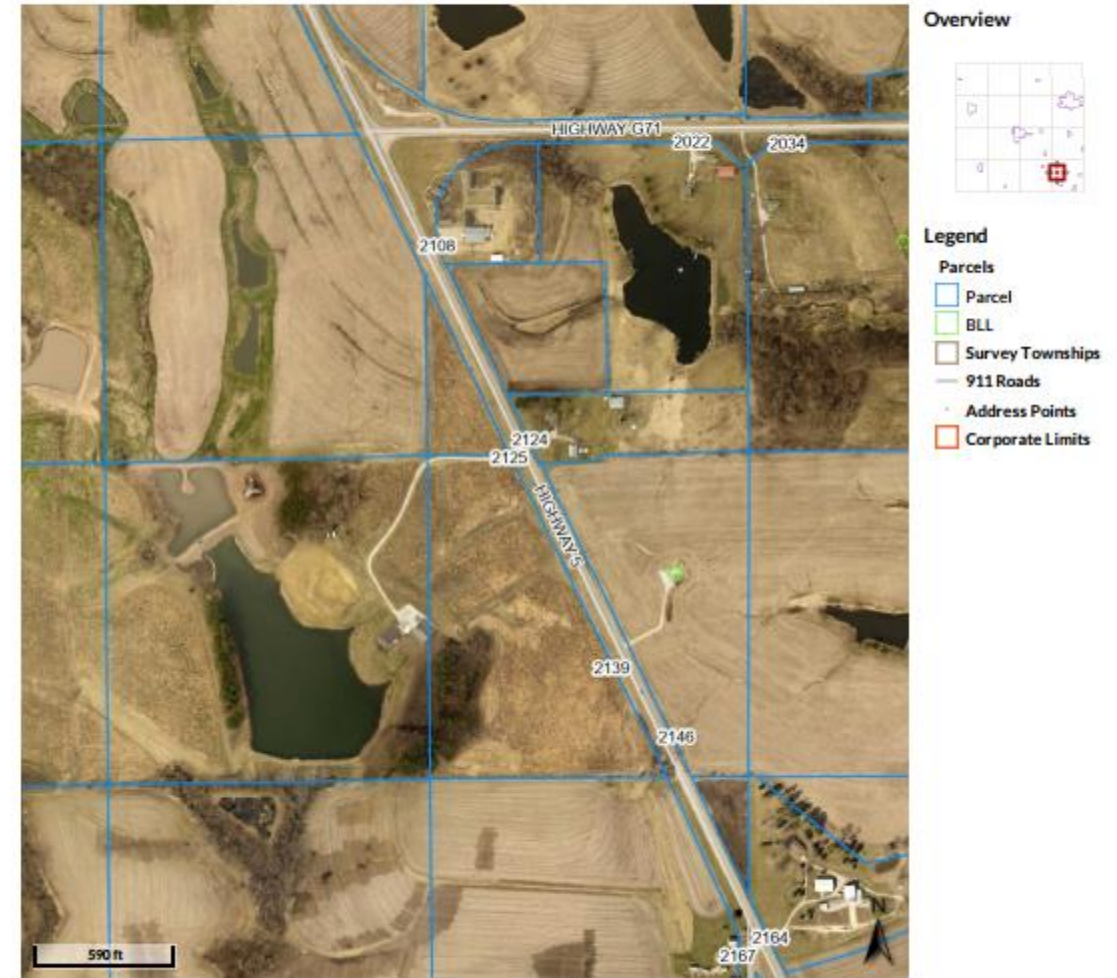 Overview
HIGHWAY G71
2022
2034
2108
Legend
Parcels
Parcel
BLL
Survey Townships
911 Roads
Address Points
Corporate Limits
2124
2125
HIGHWAY 5
2139
2146
N
2164
2167
590 ft